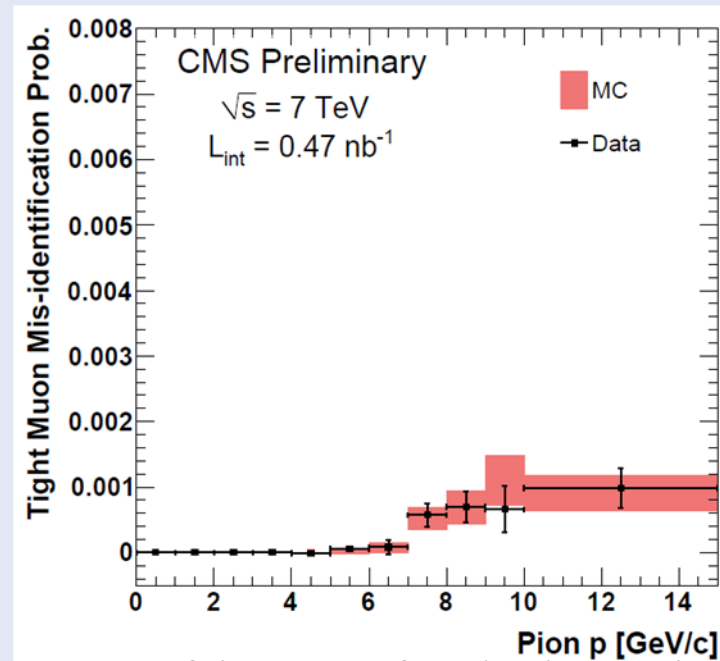 CMS Preliminary
√s = 7 TeV
L_int = 0.47 nb⁻¹
MC
Data
Tight Muon Mis-identification Prob.
0.008
0.007
0.006
0.005
0.004
0.003
0.002
0.001
0
0 2 4 6 8 10 12 14
Pion p [GeV/c]